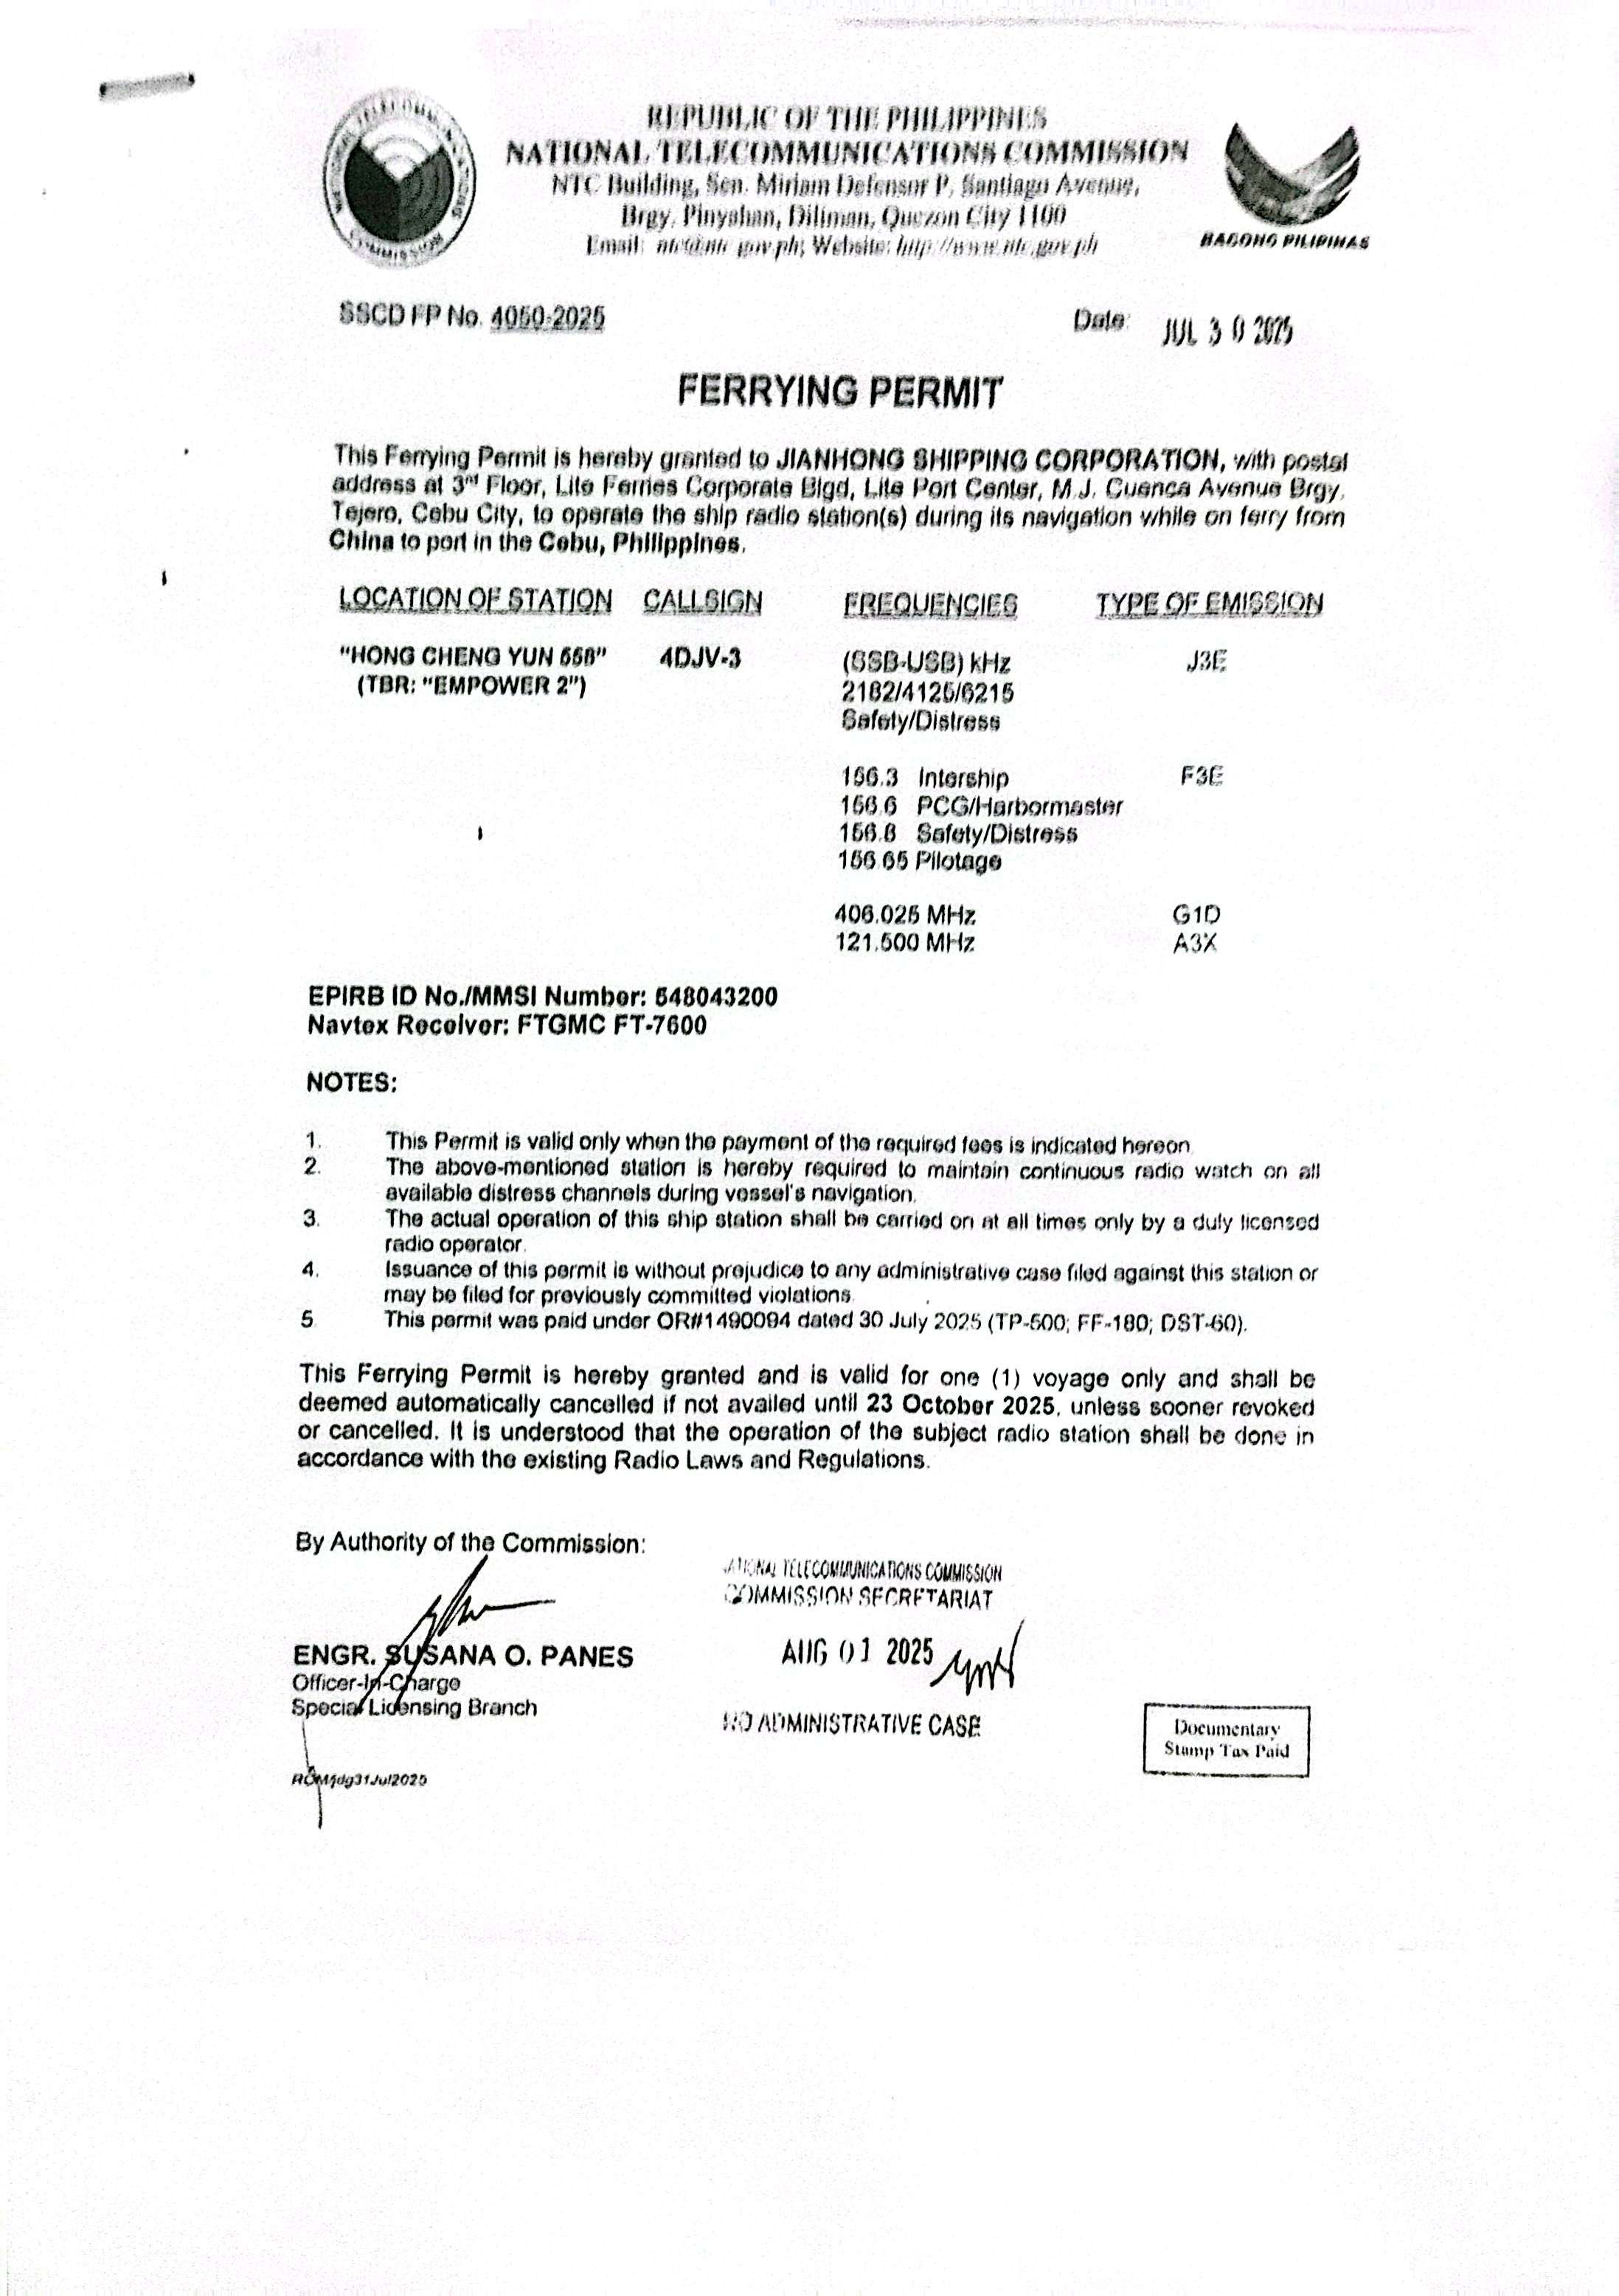 REPUBLIC OF THE PHILIPPINES
NATIONAL TELECOMMUNICATIONS COMMISSION
NTC Building, Sen. Miriam Defensor P. Santiago Avenue,
Brgy. Pinyahan, Diliman, Quezon City 1100
Email: ntc@ntc.gov.ph; Website: http://www.ntc.gov.ph
NATIONAL TELECOMMUNICATIONS COMMISSION
BAGONG PILIPINAS
SSCD FP No. 4050-2025 Date: JUL 30 2025
FERRYING PERMIT
This Ferrying Permit is hereby granted to JIANHONG SHIPPING CORPORATION, with postal
address at 3rd Floor, Lite Ferries Corporate Blgd, Lite Port Center, M.J. Cuenca Avenue Brgy.
Tejero, Cebu City, to operate the ship radio station(s) during its navigation while on ferry from
China to port in the Cebu, Philippines.
LOCATION OF STATION CALLSIGN FREQUENCIES TYPE OF EMISSION
"HONG CHENG YUN 4DJV-3 (SSB-USB) kHz J3E
(TBR: "EMPOWER 2") 2182/4125/6215
Safety/Distress
156.3 Intership F3E
156.6 PCG/Harbormaster
156.8 Safety/Distress
156.65 Pilotage
406.025 MHz G1D
121.500 MHz A3X
EPIRB ID No./MMSI Number: 548043200
Navtex Receiver: FTGMC FT-7600
NOTES:
1. This Permit is valid only when the payment of the required fees is indicated hereon.
2. The above-mentioned station is hereby required to maintain continuous radio watch on all
available distress channels during vessel's navigation.
3. The actual operation of this ship station shall be carried on at all times only by a duly licensed
radio operator.
4. Issuance of this permit is without prejudice to any administrative case filed against this station or
may be filed for previously committed violations.
5. This permit was paid under OR#1490094 dated 30 July 2025 (TP-500; FF-180; DST-60).
This Ferrying Permit is hereby granted and is valid for one (1) voyage only and shall be
deemed automatically cancelled if not availed until 23 October 2025, unless sooner revoked
or cancelled. It is understood that the operation of the subject radio station shall be done in
accordance with the existing Radio Laws and Regulations.
By Authority of the Commission:
NATIONAL TELECOMMUNICATIONS COMMISSION
COMMISSION SECRETARIAT
AUG 01 2025
NO ADMINISTRATIVE CASE
ENGR. SUSANA O. PANES
Officer-In-Charge
Special Licensing Branch
Documentary
Stamp Tax Paid